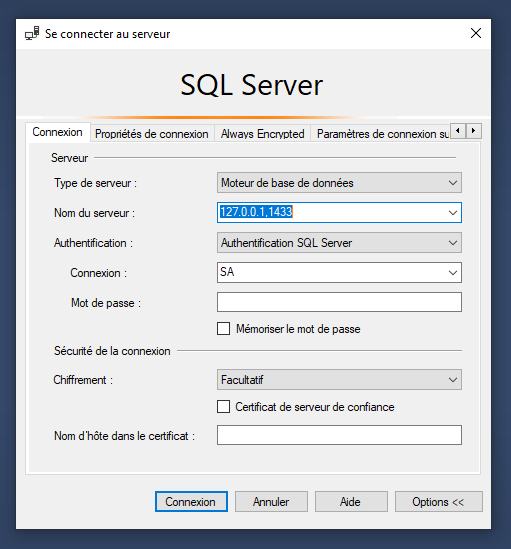 Se connecter au serveur
SQL Server
Connexion Propriétés de connexion Always Encrypted Paramètres de connexion su
Serveur
Type de serveur : Moteur de base de données
Nom du serveur : 127.0.0.1,1433
Authentification : Authentification SQL Server
Connexion : SA
Mot de passe :
Mémoriser le mot de passe
Sécurité de la connexion
Chiffrement : Facultatif
Certificat de serveur de confiance
Nom d'hôte dans le certificat :
Connexion Annuler Aide Options <<